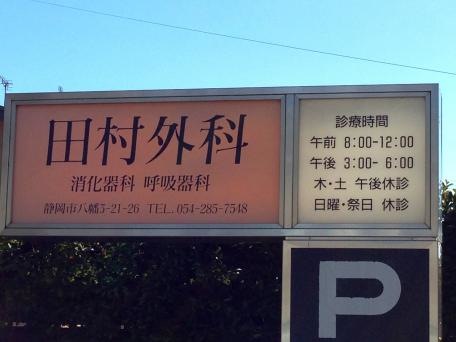 田村外科
消化器科 呼吸器科
静岡市八幡5-21-26 TEL.054-285-7548
診療時間
午前 8:00-12:00
午後 3:00- 6:00
木・土 午後休診
日曜・祭日 休診
P